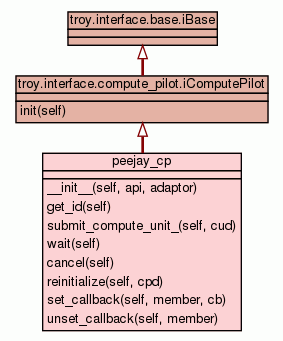 troy.interface.base.iBase
troy.interface.compute_pilot.iComputePilot
init(self)
peejay_cp
__init__(self, api, adaptor)
get_id(self)
submit_compute_unit_(self, cud)
wait(self)
cancel(self)
reinitialize(self, cpd)
set_callback(self, member, cb)
unset_callback(self, member)